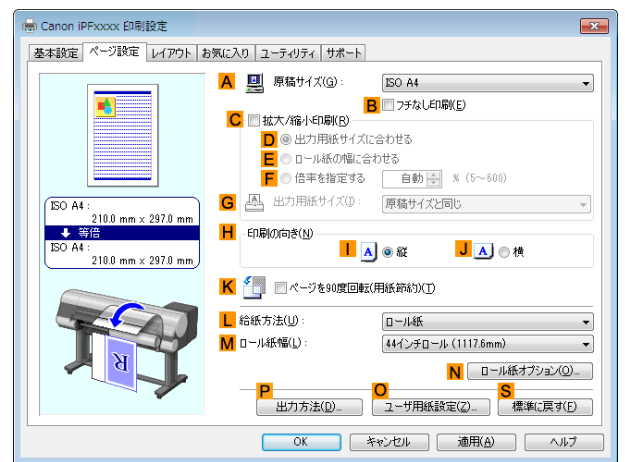 Canon iPFxxxx 印刷設定
基本設定 ページ設定 レイアウト お気に入り ユーティリティ サポート
A 原稿サイズ(G): ISO A4
B フチなし印刷(E)
C 拡大/縮小印刷(R)
D 出力用紙サイズに合わせる
E ロール紙の幅に合わせる
F 倍率を指定する 自動 % (5～600)
G 出力用紙サイズ(I): 原稿サイズと同じ
ISO A4 :
210.0 mm x 297.0 mm
等倍
ISO A4 :
210.0 mm x 297.0 mm
H 印刷の向き(N)
I A 縦 J A 横
K ページを90度回転(用紙節約)(T)
L 給紙方法(U): ロール紙
M ロール紙幅(L): 44インチロール (1117.6mm)
R
N ロール紙オプション(O)...
P O S
出力方法(D)... ユーザ用紙設定(Z)... 標準に戻す(F)
OK キャンセル 適用(A) ヘルプ